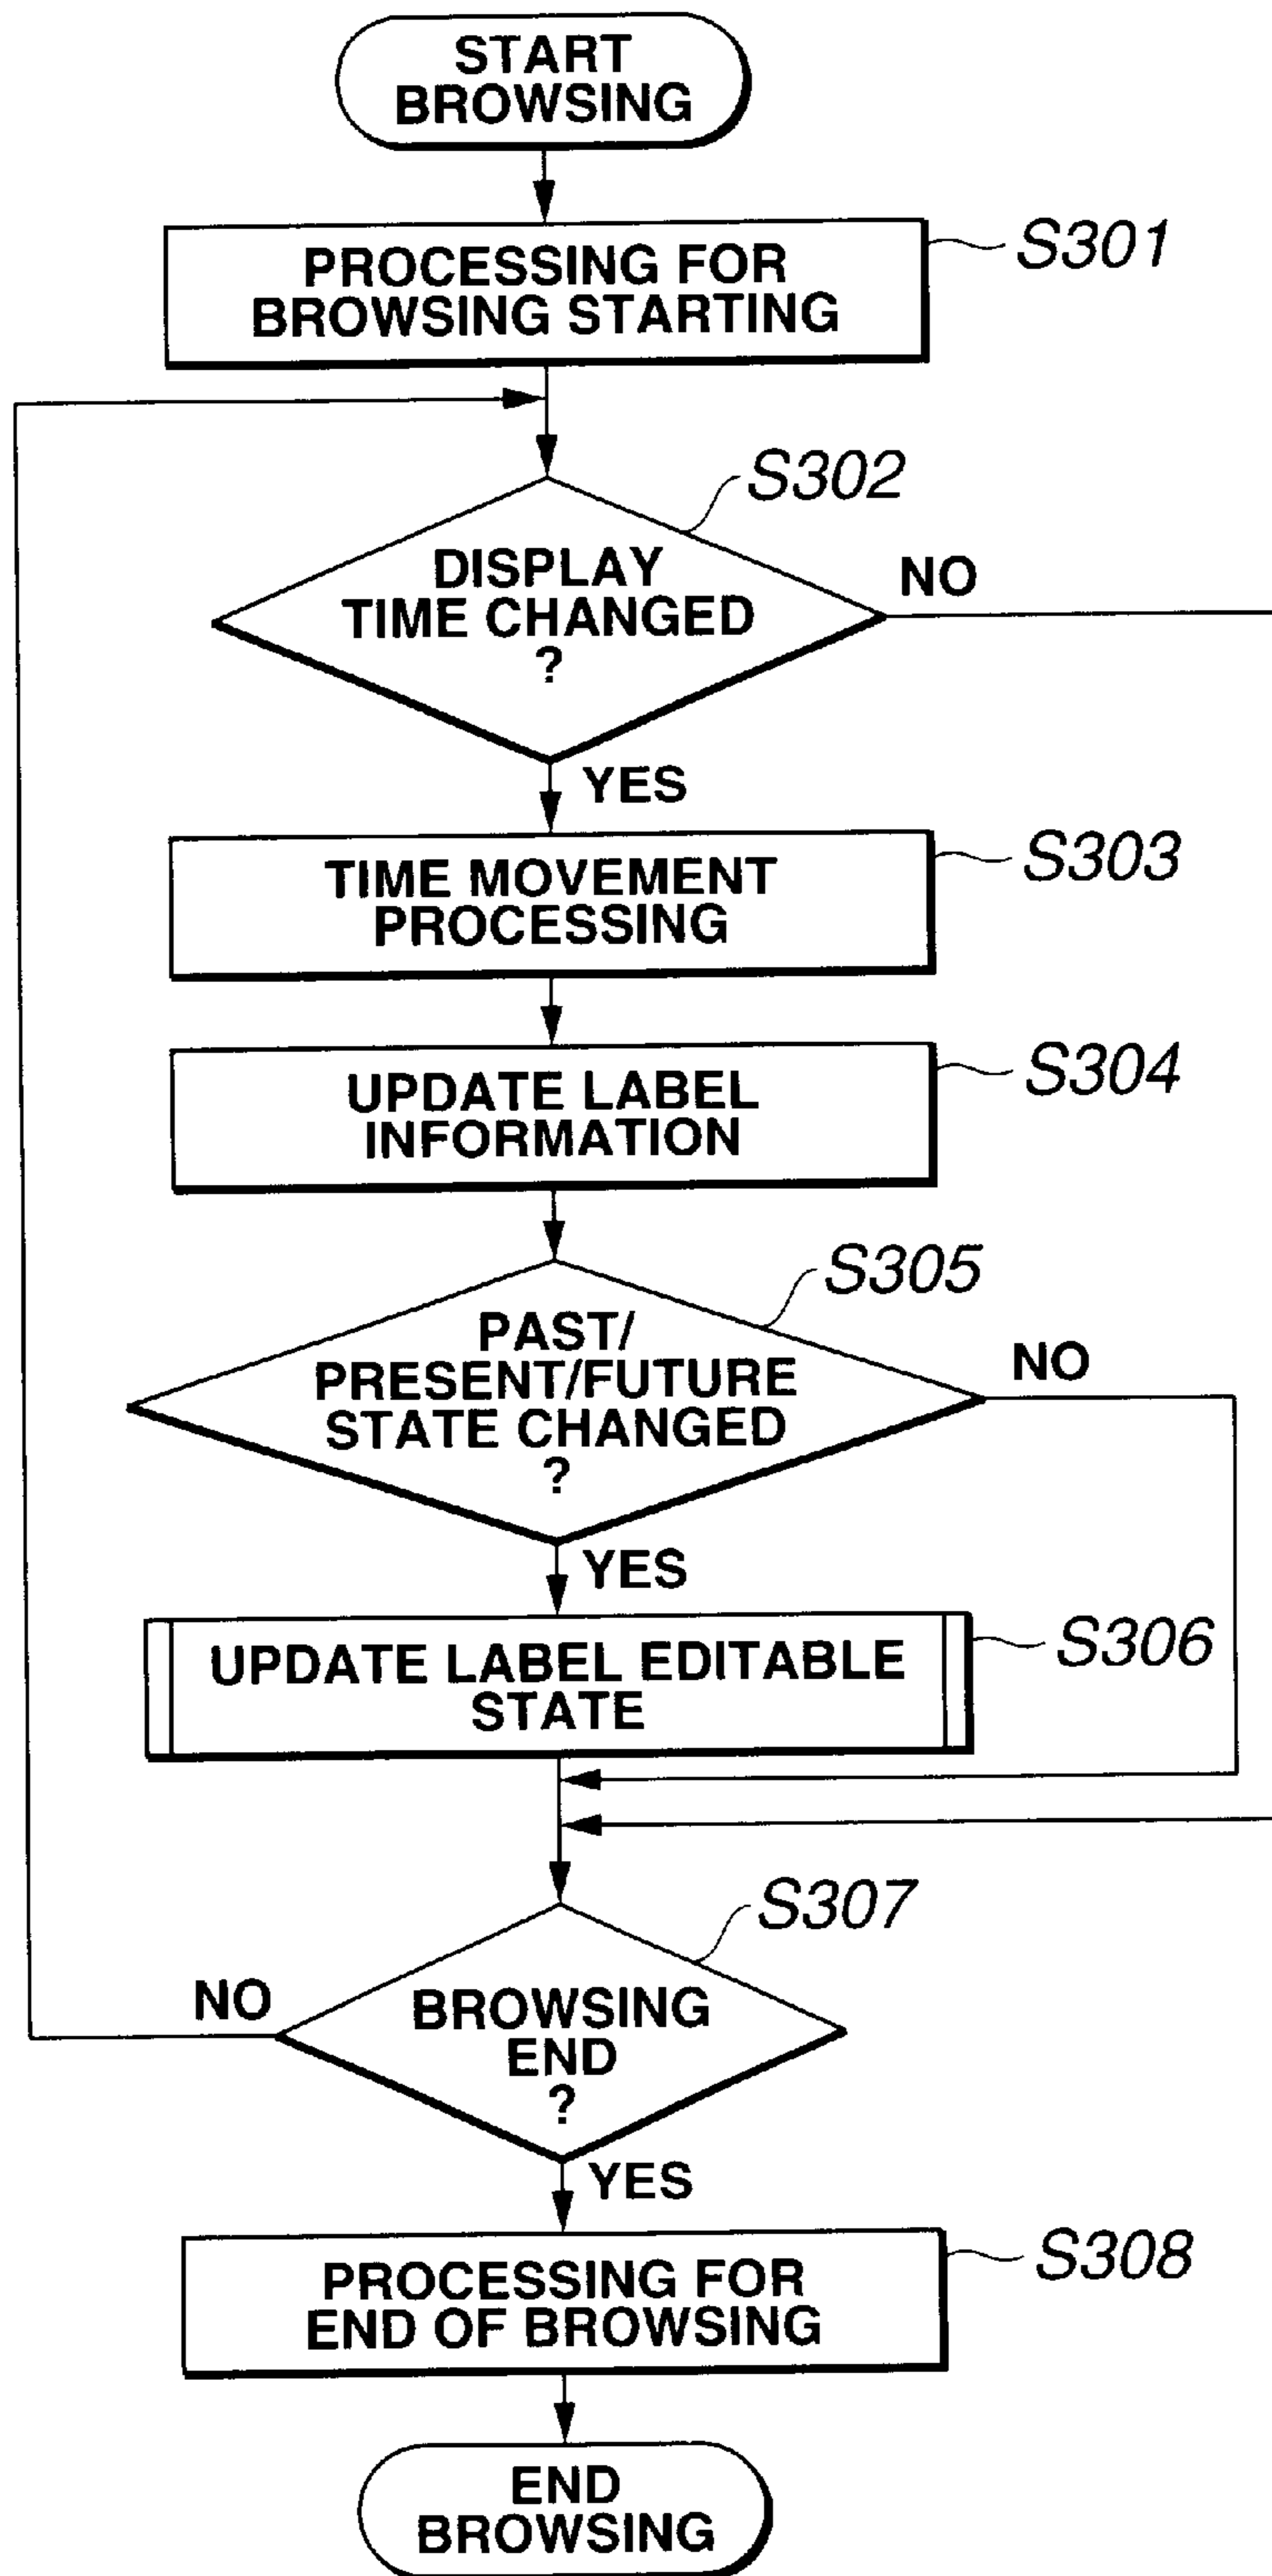 START
BROWSING
PROCESSING FOR
BROWSING STARTING
S301
DISPLAY
TIME CHANGED
?
S302
NO
YES
TIME MOVEMENT
PROCESSING
S303
UPDATE LABEL
INFORMATION
S304
PAST/
PRESENT/FUTURE
STATE CHANGED
?
S305
NO
YES
UPDATE LABEL EDITABLE
STATE
S306
BROWSING
END
?
S307
NO
YES
PROCESSING FOR
END OF BROWSING
S308
END
BROWSING